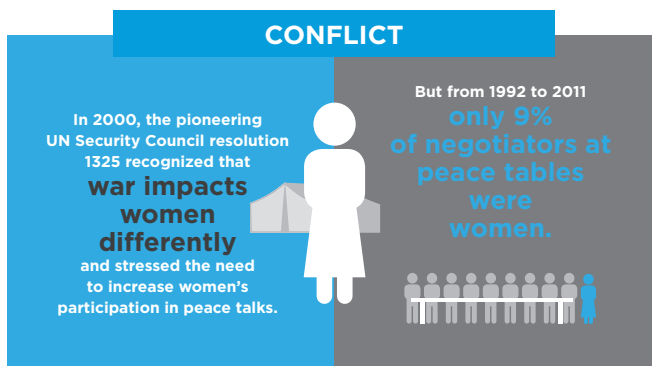 CONFLICT
In 2000, the pioneering
UN Security Council resolution
1325 recognized that
war impacts
women
differently
and stressed the need
to increase women's
participation in peace talks.
But from 1992 to 2011
only 9%
of negotiators at
peace tables
were
women.